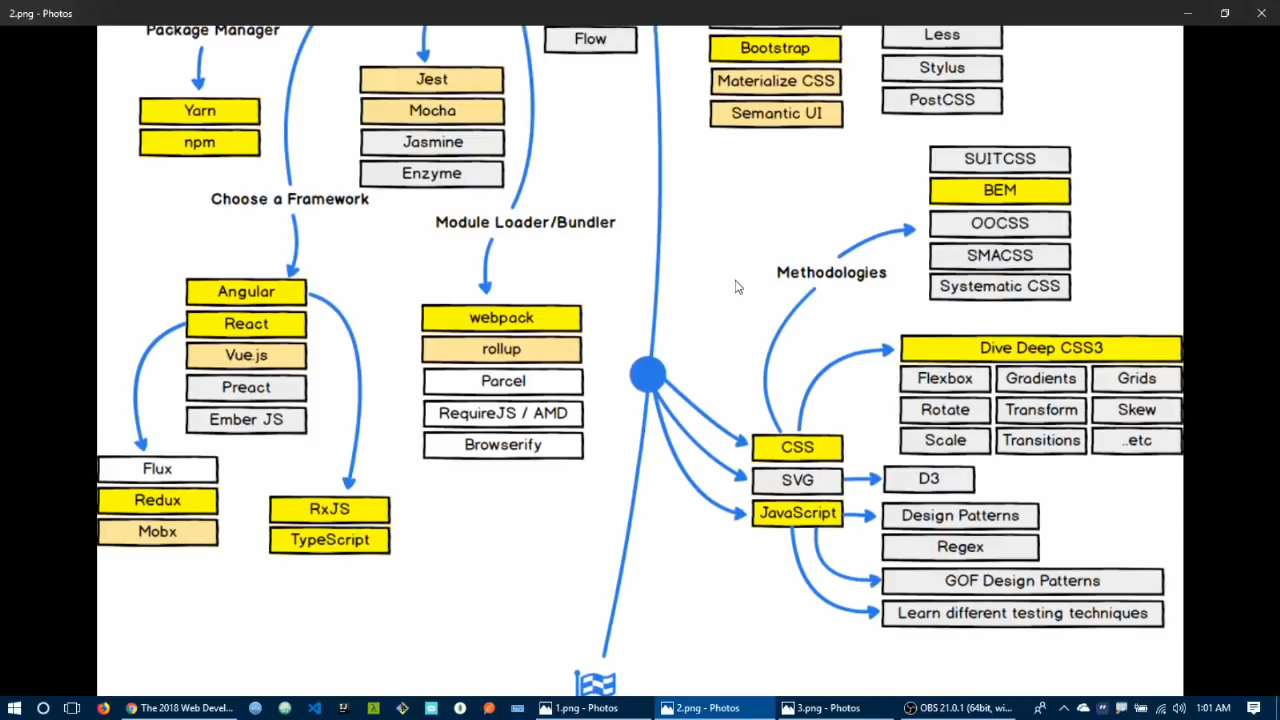 2.png - Photos
Package Manager
Yarn
npm
Jest
Mocha
Jasmine
Enzyme
Flow
Bootstrap
Materialize CSS
Semantic UI
Less
Stylus
PostCSS
Choose a Framework
Angular
React
Vue.js
Preact
Ember JS
Flux
Redux
Mobx
RxJS
TypeScript
Module Loader/Bundler
webpack
rollup
Parcel
RequireJS / AMD
Browserify
Methodologies
SUITCSS
BEM
OOCSS
SMACSS
Systematic CSS
Dive Deep CSS3
Flexbox Gradients Grids
Rotate Transform Skew
Scale Transitions ..etc
CSS
SVG
JavaScript
D3
Design Patterns
Regex
GOF Design Patterns
Learn different testing techniques
The 2018 Web Devel...
1.png - Photos
2.png - Photos
3.png - Photos
OBS 21.0.1 (64bit, wi...
1:01 AM